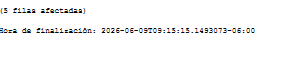 (5 filas afectadas)
Hora de finalización: 2026-06-09T09:15:15.1493073-06:00